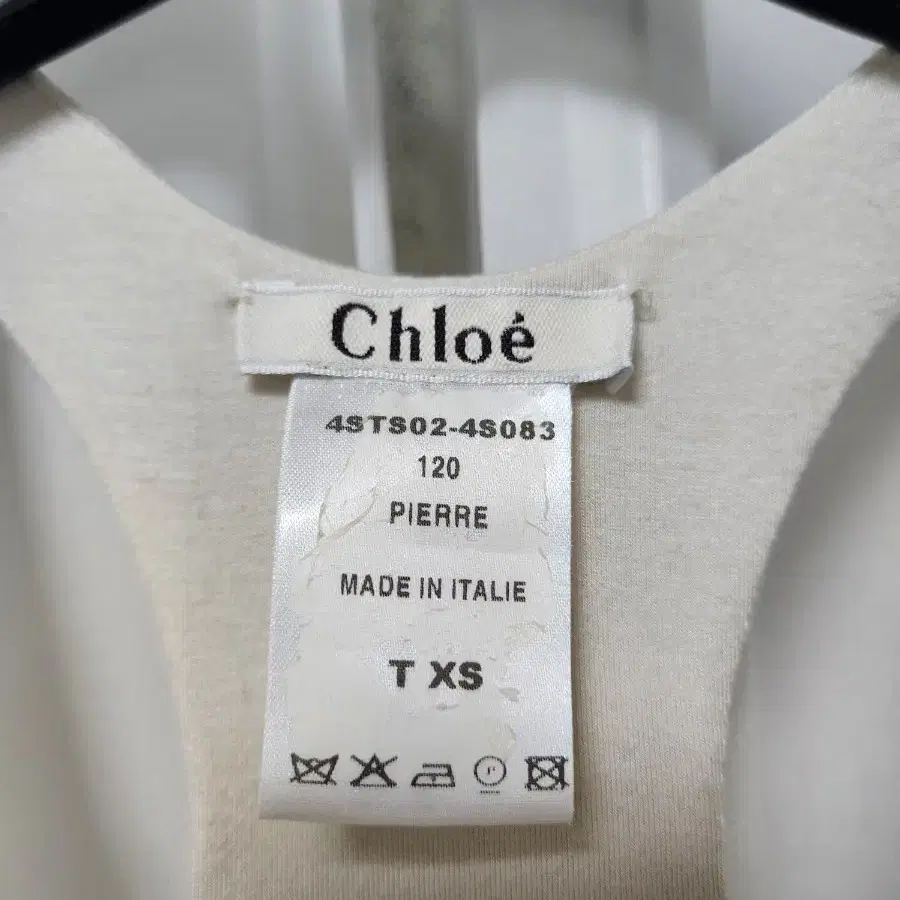 Chloé
4STS02-4S083
120
PIERRE
MADE IN ITALIE
T XS
P